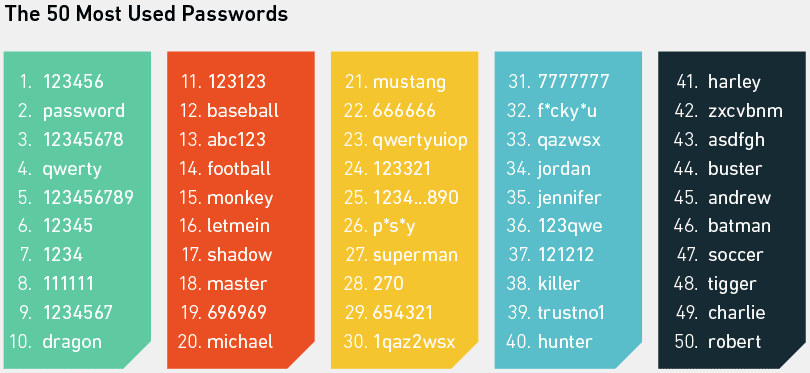 The 50 Most Used Passwords
1. 123456
2. password
3. 12345678
4. qwerty
5. 123456789
6. 12345
7. 1234
8. 111111
9. 1234567
10. dragon
11. 123123
12. baseball
13. abc123
14. football
15. monkey
16. letmein
17. shadow
18. master
19. 696969
20. michael
21. mustang
22. 666666
23. qwertyuiop
24. 123321
25. 1234...890
26. p*s*y
27. superman
28. 270
29. 654321
30. 1qaz2wsx
31. 7777777
32. f*cky*u
33. qazwsx
34. jordan
35. jennifer
36. 123qwe
37. 121212
38. killer
39. trustno1
40. hunter
41. harley
42. zxcvbnm
43. asdfgh
44. buster
45. andrew
46. batman
47. soccer
48. tigger
49. charlie
50. robert